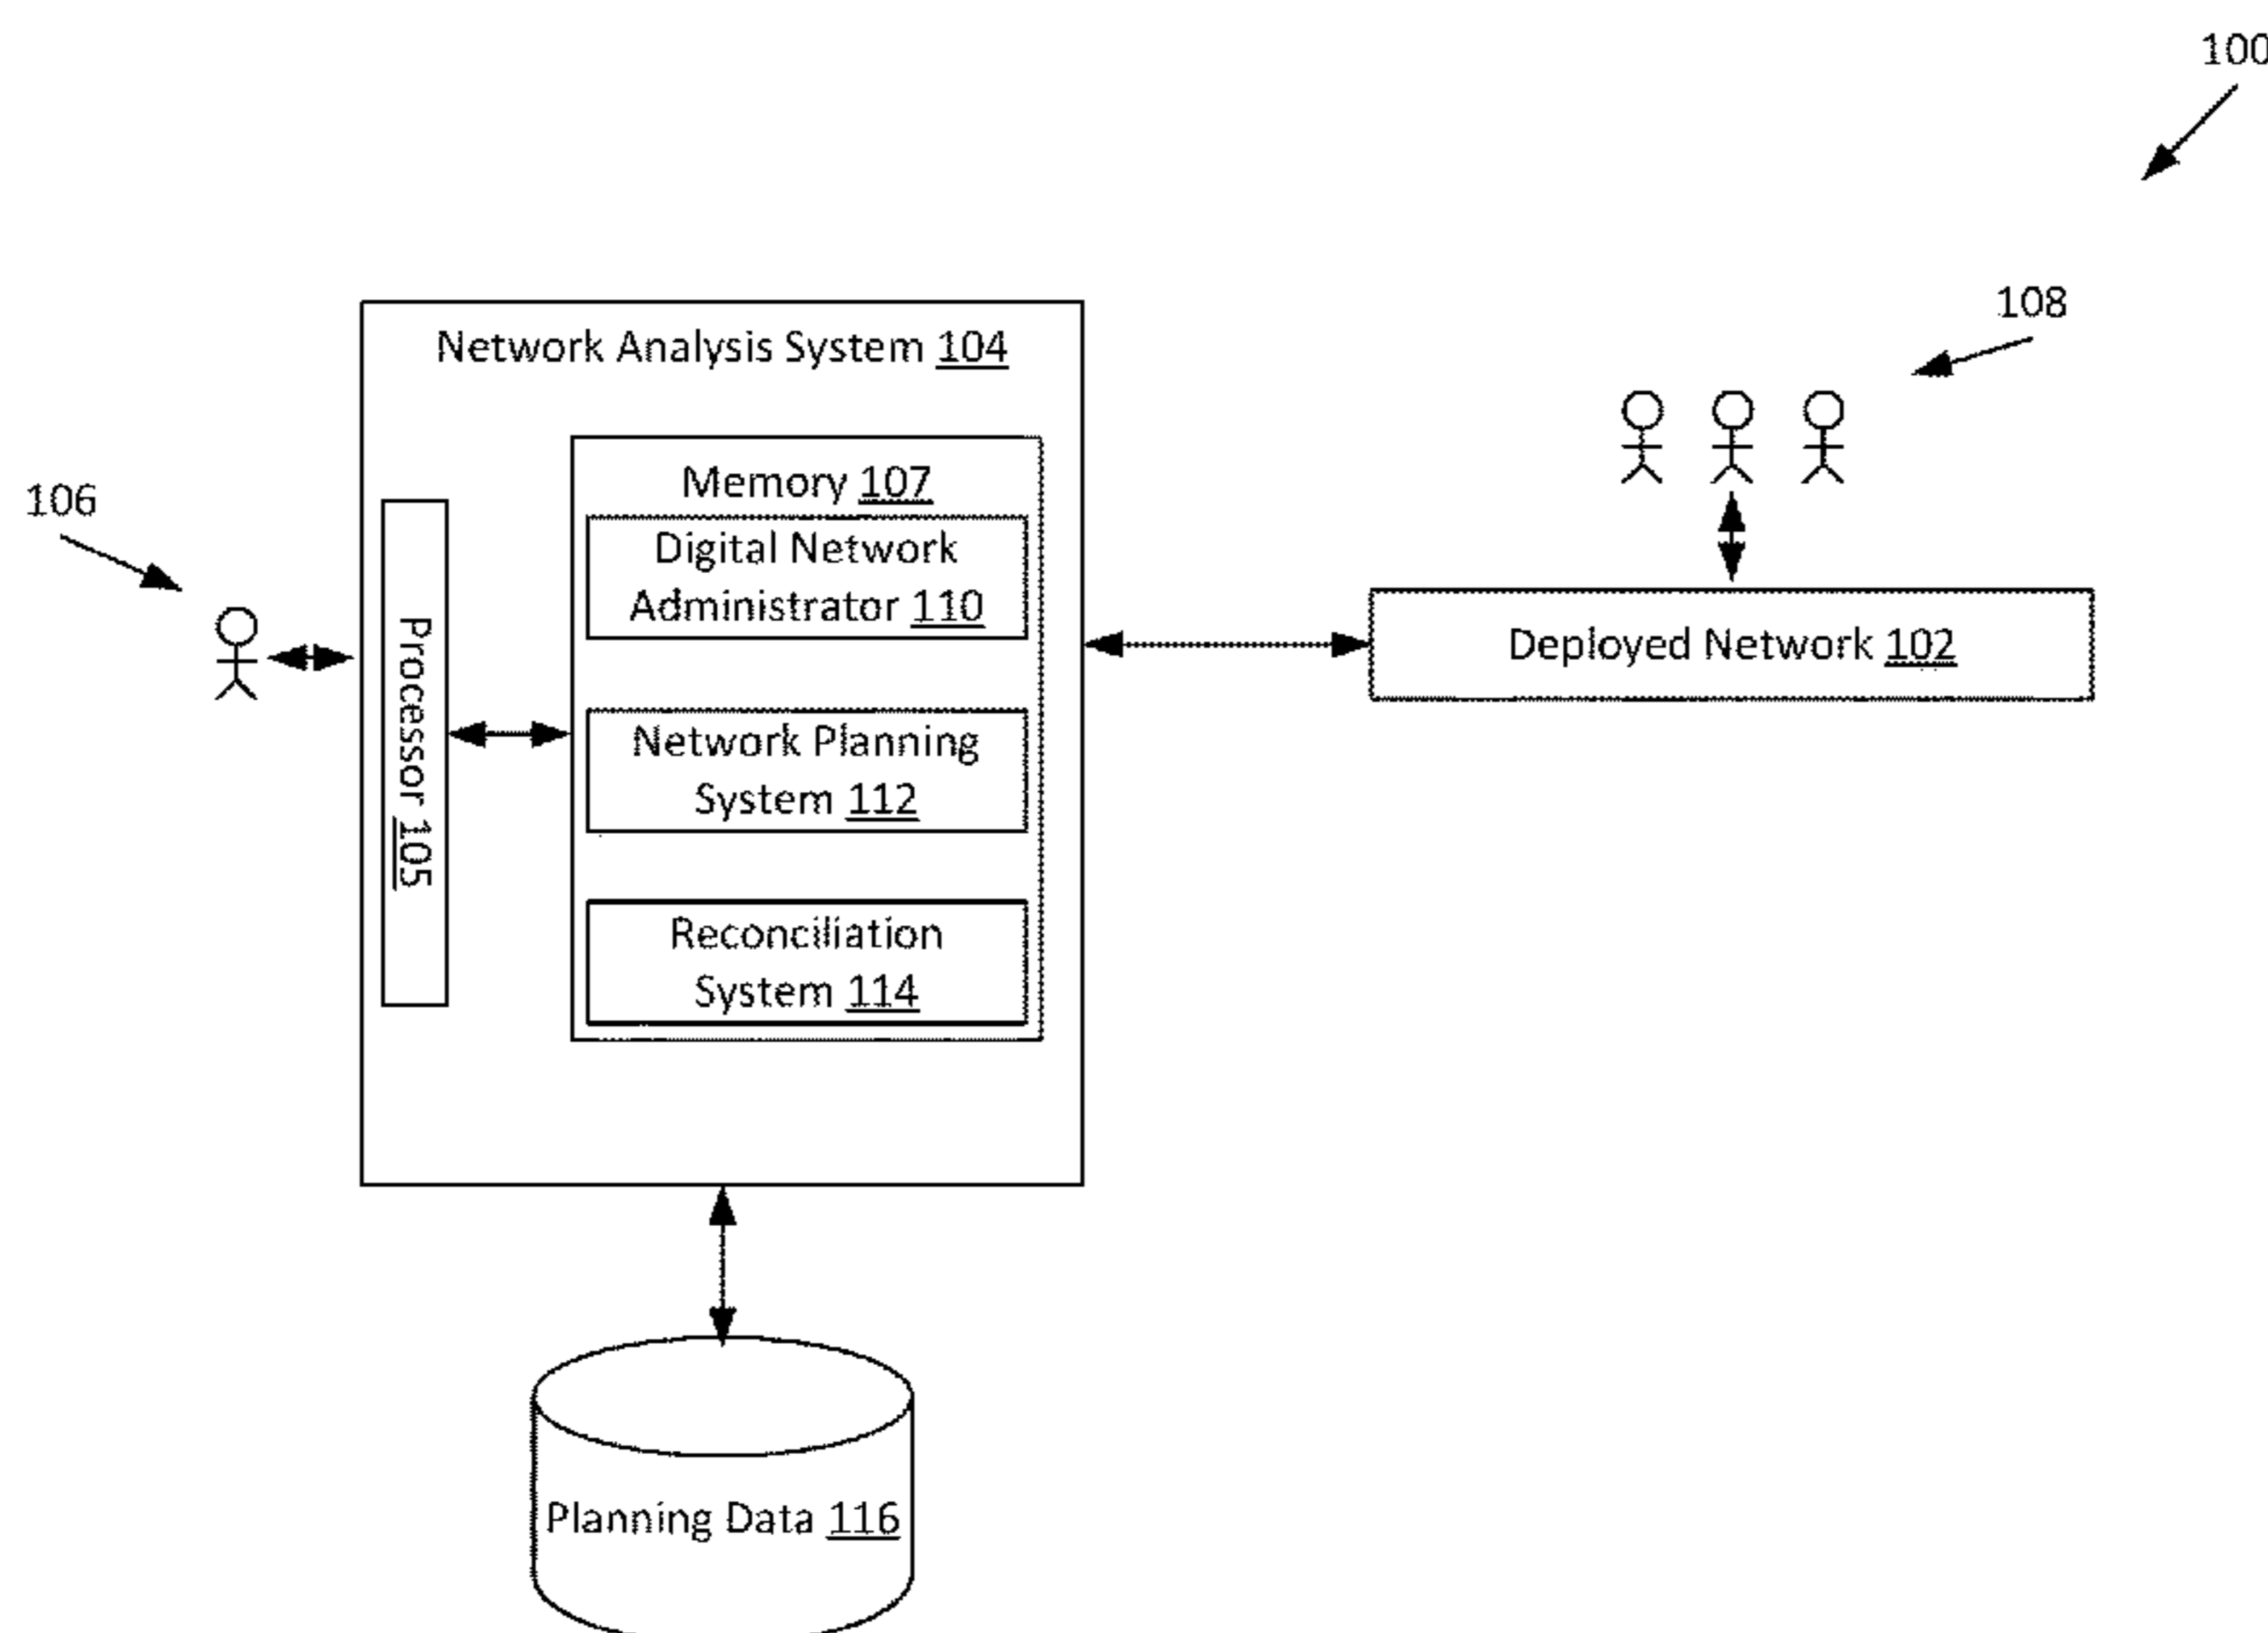 100
108
Network Analysis System 104
106
Memory 107
Digital Network
Administrator 110
Processor 105
Deployed Network 102
Network Planning
System 112
Reconciliation
System 114
Planning Data 116